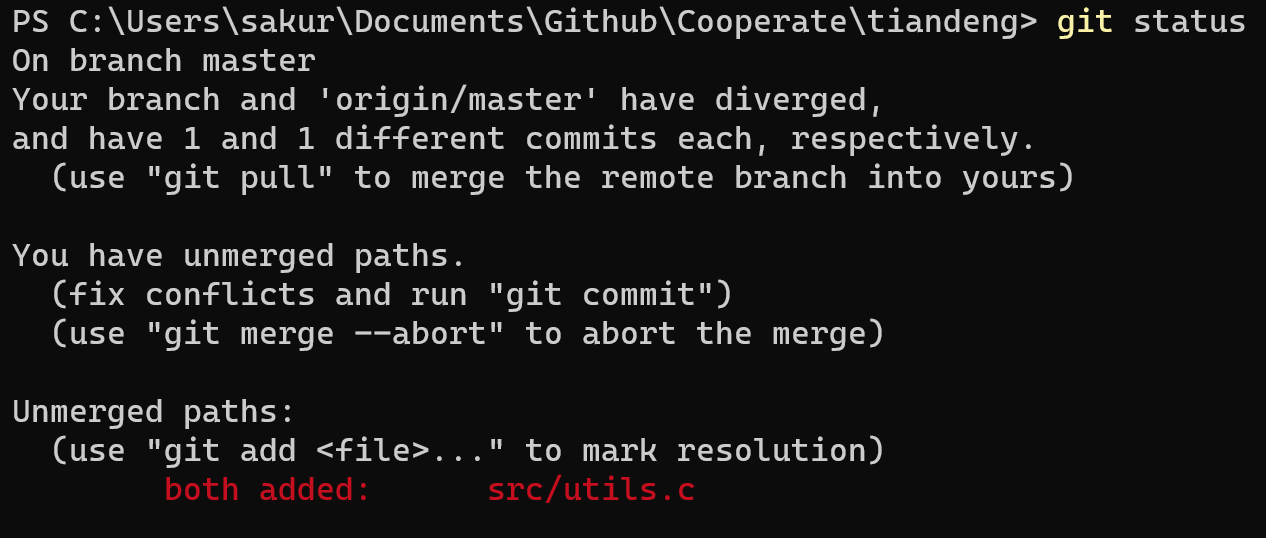 PS C:\Users\sakur\Documents\Github\Cooperate\tiandeng> git status
On branch master
Your branch and 'origin/master' have diverged,
and have 1 and 1 different commits each, respectively.
  (use "git pull" to merge the remote branch into yours)

You have unmerged paths.
  (fix conflicts and run "git commit")
  (use "git merge --abort" to abort the merge)

Unmerged paths:
  (use "git add <file>..." to mark resolution)
        both added:      src/utils.c